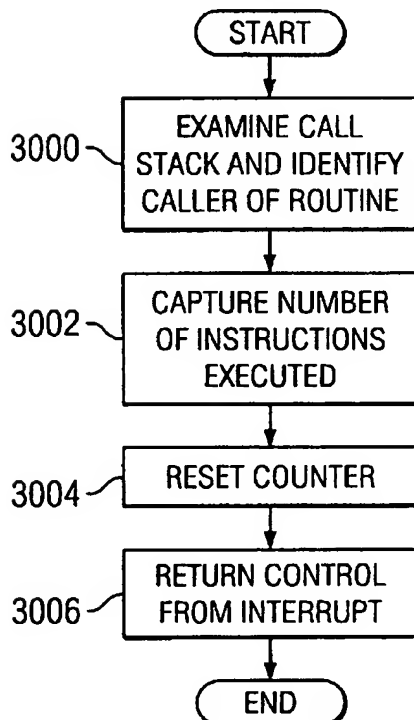 START
3000
EXAMINE CALL
STACK AND IDENTIFY
CALLER OF ROUTINE
3002
CAPTURE NUMBER
OF INSTRUCTIONS
EXECUTED
3004
RESET COUNTER
3006
RETURN CONTROL
FROM INTERRUPT
END